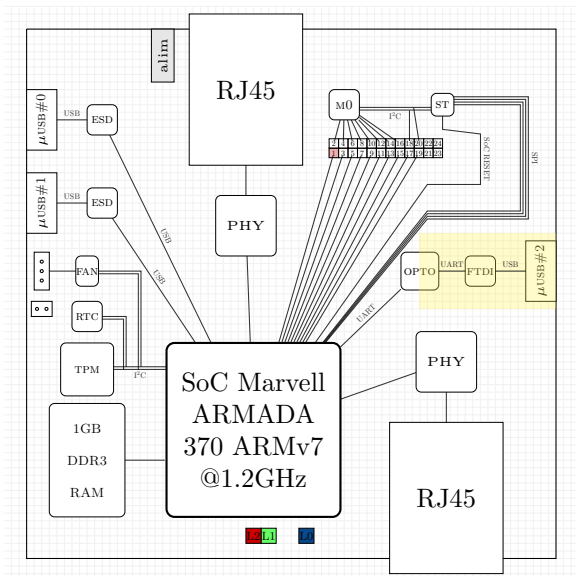 alim
RJ45
M0
ST
I²C
2 4 6 8 10 12 14 16 18 20 22 24
1 3 5 7 9 11 13 15 17 19 21 23
SoC RESET
SPI
µUSB#0
USB
ESD
µUSB#1
USB
ESD
USB
USB
PHY
FAN
RTC
TPM
I²C
OPTO
UART
FTDI
USB
µUSB#2
UART
PHY
SoC Marvell
ARMADA
370 ARMv7
@1.2GHz
1GB
DDR3
RAM
RJ45
L2 L1 L0